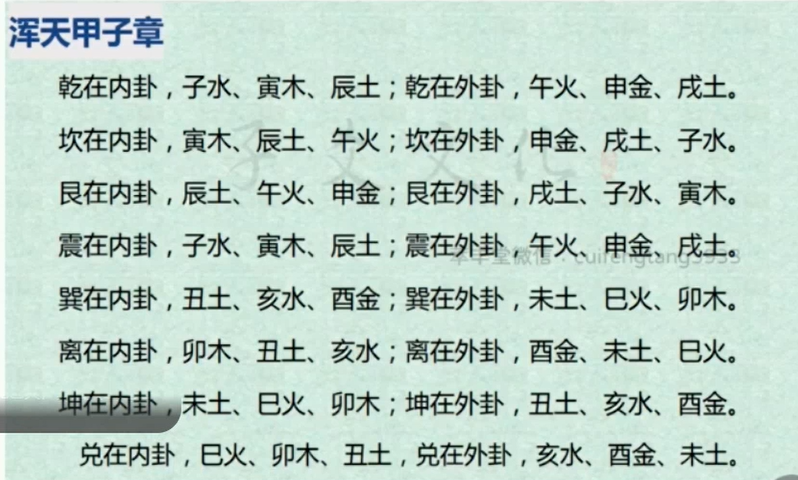 浑天甲子章
乾在内卦，子水、寅木、辰土；乾在外卦，午火、申金、戌土。
坎在内卦，寅木、辰土、午火；坎在外卦，申金、戌土、子水。
艮在内卦，辰土、午火、申金；艮在外卦，戌土、子水、寅木。
震在内卦，子水、寅木、辰土；震在外卦，午火、申金、戌土。
巽在内卦，丑土、亥水、酉金；巽在外卦，未土、巳火、卯木。
离在内卦，卯木、丑土、亥水；离在外卦，酉金、未土、巳火。
坤在内卦，未土、巳火、卯木；坤在外卦，丑土、亥水、酉金。
兑在内卦，巳火、卯木、丑土，兑在外卦，亥水、酉金、未土。